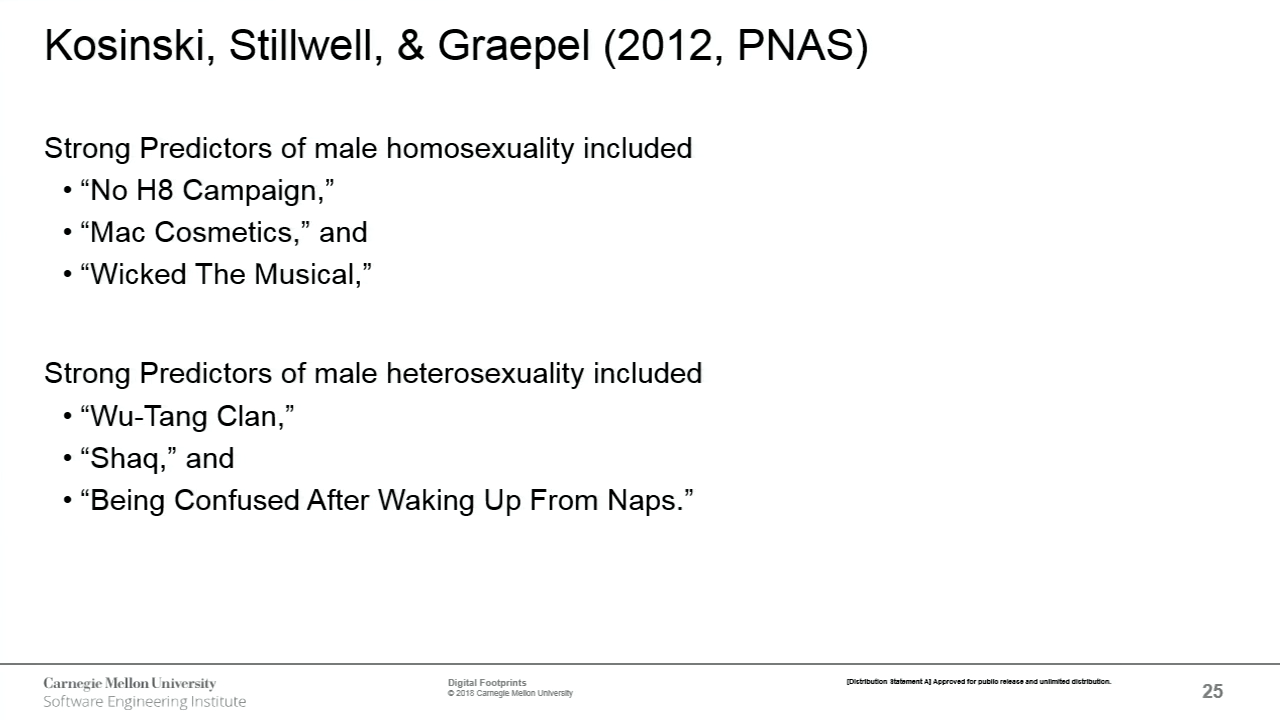 Kosinski, Stillwell, & Graepel (2012, PNAS)
Strong Predictors of male homosexuality included
• “No H8 Campaign,”
• “Mac Cosmetics,” and
• “Wicked The Musical,”
Strong Predictors of male heterosexuality included
• “Wu-Tang Clan,”
• “Shaq,” and
• “Being Confused After Waking Up From Naps.”
Carnegie Mellon University
Software Engineering Institute
Digital Footprints
© 2018 Carnegie Mellon University
[Distribution Statement A] Approved for public release and unlimited distribution.
25